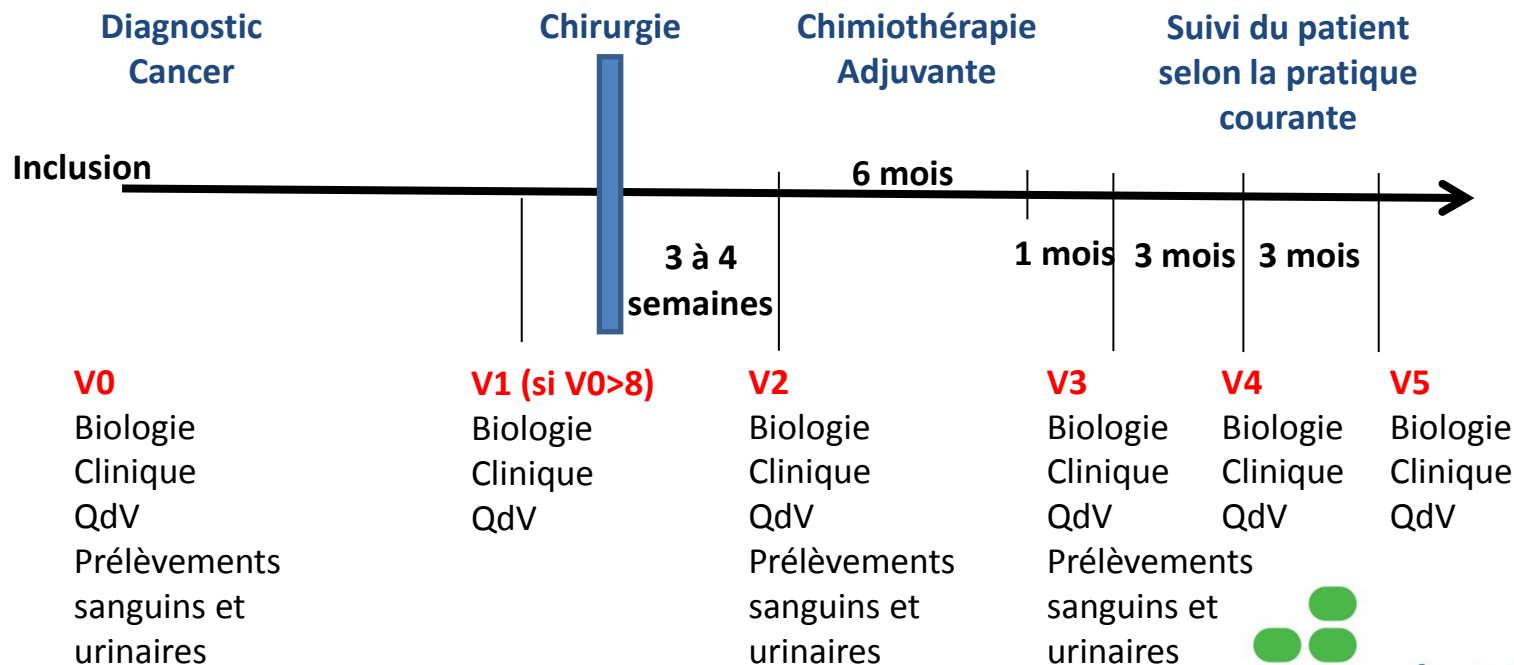 Diagnostic
Cancer
Chirurgie
Chimiothérapie
Adjuvante
Suivi du patient
selon la pratique
courante
Inclusion
6 mois
3 à 4
semaines
1 mois
3 mois
3 mois
V0
Biologie
Clinique
QdV
Prélèvements
sanguins et
urinaires
V1 (si V0>8)
Biologie
Clinique
QdV
V2
Biologie
Clinique
QdV
Prélèvements
sanguins et
urinaires
V3
Biologie
Clinique
QdV
Prélèvements
sanguins et
urinaires
V4
Biologie
Clinique
QdV
V5
Biologie
Clinique
QdV